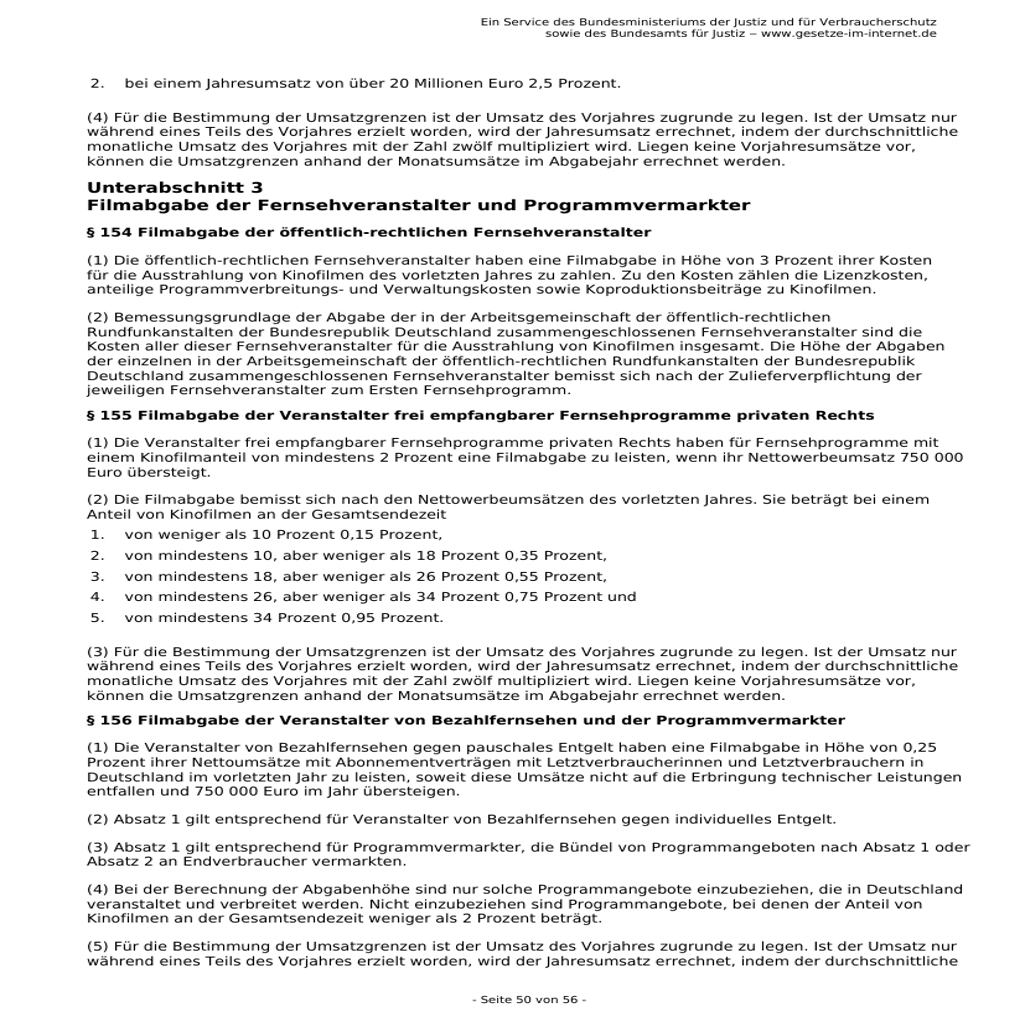 Ein Service des Bundesministeriums der Justiz und für Verbraucherschutz
sowie des Bundesamts für Justiz – www.gesetze-im-internet.de
2. bei einem Jahresumsatz von über 20 Millionen Euro 2,5 Prozent.
(4) Für die Bestimmung der Umsatzgrenzen ist der Umsatz des Vorjahres zugrunde zu legen. Ist der Umsatz nur
während eines Teils des Vorjahres erzielt worden, wird der Jahresumsatz errechnet, indem der durchschnittliche
monatliche Umsatz des Vorjahres mit der Zahl zwölf multipliziert wird. Liegen keine Vorjahresumsätze vor,
können die Umsatzgrenzen anhand der Monatsumsätze im Abgabejahr errechnet werden.
Unterabschnitt 3
Filmabgabe der Fernsehveranstalter und Programmvermarkter
§ 154 Filmabgabe der öffentlich-rechtlichen Fernsehveranstalter
(1) Die öffentlich-rechtlichen Fernsehveranstalter haben eine Filmabgabe in Höhe von 3 Prozent ihrer Kosten
für die Ausstrahlung von Kinofilmen des vorletzten Jahres zu zahlen. Zu den Kosten zählen die Lizenzkosten,
anteilige Programmverbreitungs- und Verwaltungskosten sowie Koproduktionsbeiträge zu Kinofilmen.
(2) Bemessungsgrundlage der Abgabe der in der Arbeitsgemeinschaft der öffentlich-rechtlichen
Rundfunkanstalten der Bundesrepublik Deutschland zusammengeschlossenen Fernsehveranstalter sind die
Kosten aller dieser Fernsehveranstalter für die Ausstrahlung von Kinofilmen insgesamt. Die Höhe der Abgaben
der einzelnen in der Arbeitsgemeinschaft der öffentlich-rechtlichen Rundfunkanstalten der Bundesrepublik
Deutschland zusammengeschlossenen Fernsehveranstalter bemisst sich nach der Zulieferverpflichtung der
jeweiligen Fernsehveranstalter zum Ersten Fernsehprogramm.
§ 155 Filmabgabe der Veranstalter frei empfangbarer Fernsehprogramme privaten Rechts
(1) Die Veranstalter frei empfangbarer Fernsehprogramme privaten Rechts haben für Fernsehprogramme mit
einem Kinofilmanteil von mindestens 2 Prozent eine Filmabgabe zu leisten, wenn ihr Nettowerbeumsatz 750 000
Euro übersteigt.
(2) Die Filmabgabe bemisst sich nach den Nettowerbeumsätzen des vorletzten Jahres. Sie beträgt bei einem
Anteil von Kinofilmen an der Gesamtsendezeit
1. von weniger als 10 Prozent 0,15 Prozent,
2. von mindestens 10, aber weniger als 18 Prozent 0,35 Prozent,
3. von mindestens 18, aber weniger als 26 Prozent 0,55 Prozent,
4. von mindestens 26, aber weniger als 34 Prozent 0,75 Prozent und
5. von mindestens 34 Prozent 0,95 Prozent.
(3) Für die Bestimmung der Umsatzgrenzen ist der Umsatz des Vorjahres zugrunde zu legen. Ist der Umsatz nur
während eines Teils des Vorjahres erzielt worden, wird der Jahresumsatz errechnet, indem der durchschnittliche
monatliche Umsatz des Vorjahres mit der Zahl zwölf multipliziert wird. Liegen keine Vorjahresumsätze vor,
können die Umsatzgrenzen anhand der Monatsumsätze im Abgabejahr errechnet werden.
§ 156 Filmabgabe der Veranstalter von Bezahlfernsehen und der Programmvermarkter
(1) Die Veranstalter von Bezahlfernsehen gegen pauschales Entgelt haben eine Filmabgabe in Höhe von 0,25
Prozent ihrer Nettoumsätze mit Abonnementverträgen mit Letztverbraucherinnen und Letztverbrauchern in
Deutschland im vorletzten Jahr zu leisten, soweit diese Umsätze nicht auf die Erbringung technischer Leistungen
entfallen und 750 000 Euro im Jahr übersteigen.
(2) Absatz 1 gilt entsprechend für Veranstalter von Bezahlfernsehen gegen individuelles Entgelt.
(3) Absatz 1 gilt entsprechend für Programmvermarkter, die Bündel von Programmangeboten nach Absatz 1 oder
Absatz 2 an Endverbraucher vermarkten.
(4) Bei der Berechnung der Abgabenhöhe sind nur solche Programmangebote einzubeziehen, die in Deutschland
veranstaltet und verbreitet werden. Nicht einzubeziehen sind Programmangebote, bei denen der Anteil von
Kinofilmen an der Gesamtsendezeit weniger als 2 Prozent beträgt.
(5) Für die Bestimmung der Umsatzgrenzen ist der Umsatz des Vorjahres zugrunde zu legen. Ist der Umsatz nur
während eines Teils des Vorjahres erzielt worden, wird der Jahresumsatz errechnet, indem der durchschnittliche
- Seite 50 von 56 -